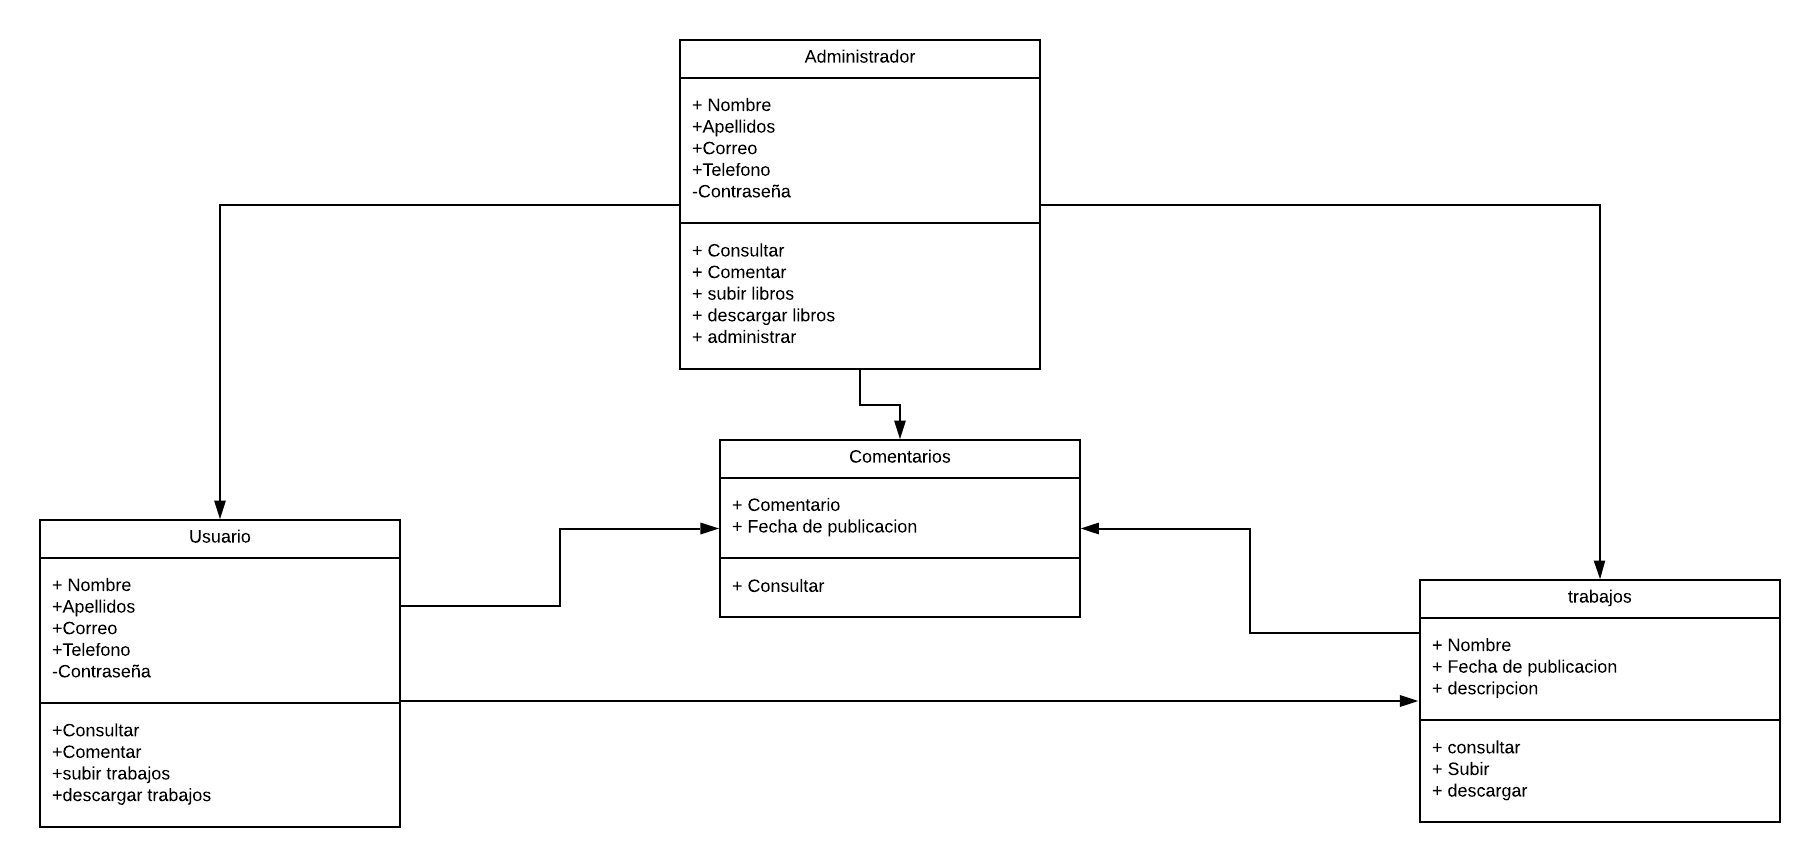 Administrador
+ Nombre
+Apellidos
+Correo
+Telefono
-Contraseña
+ Consultar
+ Comentar
+ subir libros
+ descargar libros
+ administrar
Comentarios
+ Comentario
+ Fecha de publicacion
+ Consultar
Usuario
+ Nombre
+Apellidos
+Correo
+Telefono
-Contraseña
+Consultar
+Comentar
+subir trabajos
+descargar trabajos
trabajos
+ Nombre
+ Fecha de publicacion
+ descripcion
+ consultar
+ Subir
+ descargar